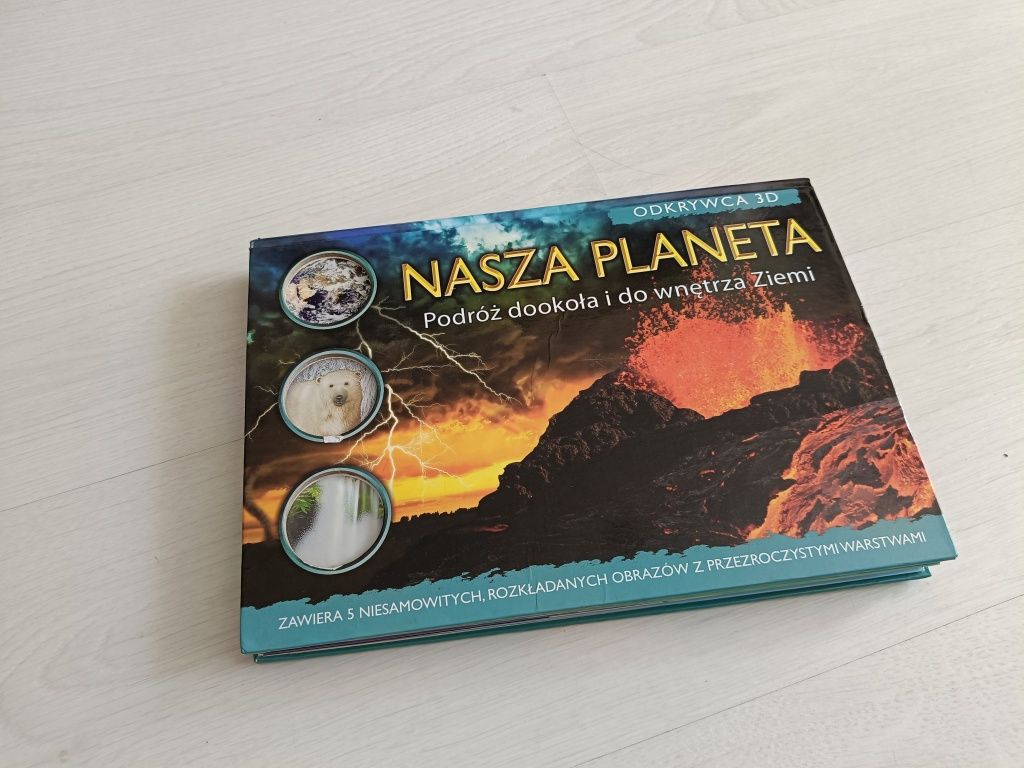 ODKRYWCA 3D
NASZA PLANETA
Podróż dookoła i do wnętrza Ziemi
ZAWIERA 5 NIESAMOWITYCH, ROZKŁADANYCH OBRAZÓW Z PRZEZROCZYSTYMI WARSTWAMI